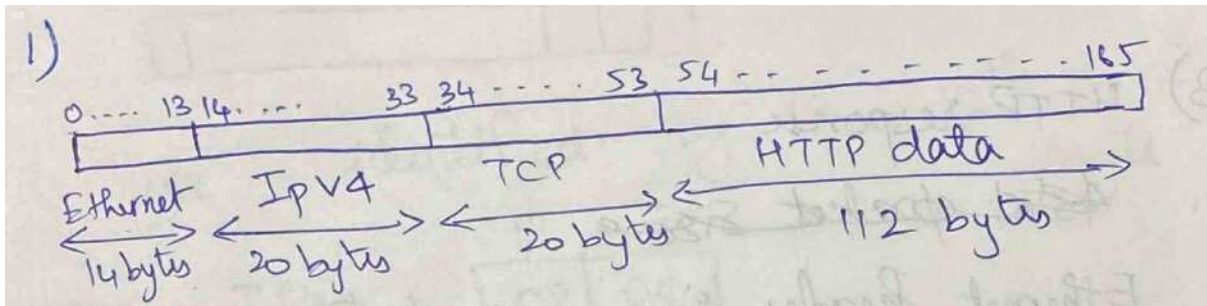 1)
0.... 13 14. ... 33 34 - .... 53 54 - - - - - - - - - - 165
Ethernet IpV4 TCP HTTP data
14 bytes 20 bytes 20 bytes 112 bytes